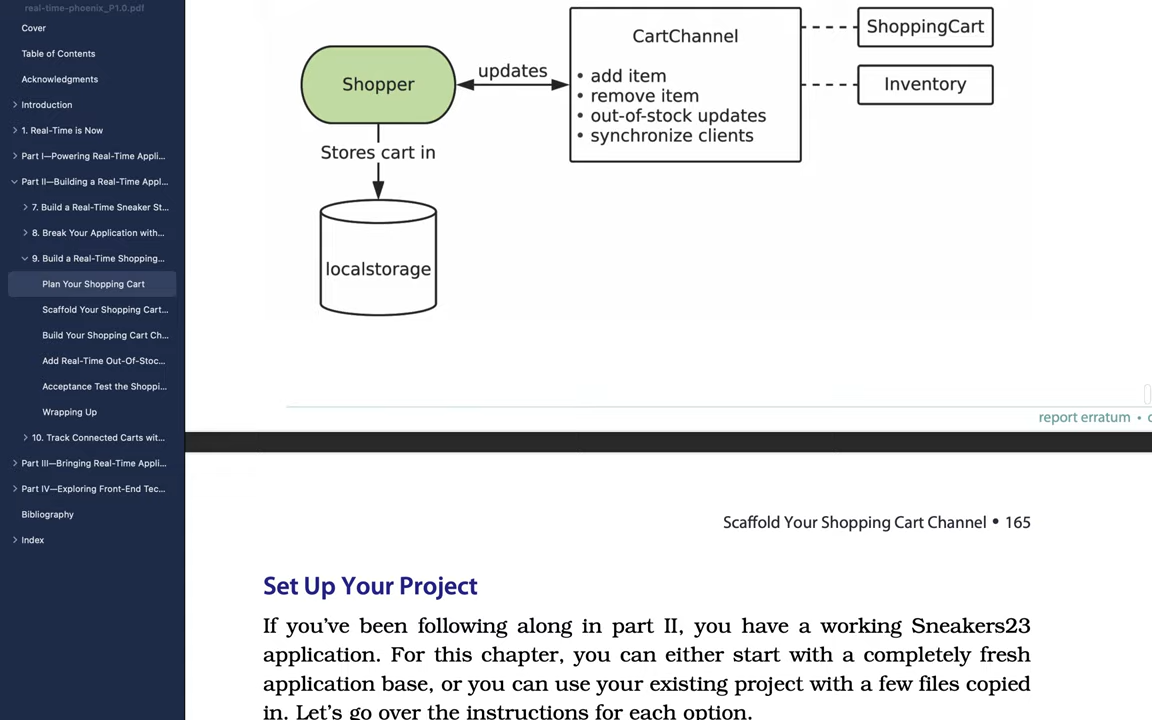 real-time-phoenix_P1.0.pdf
Cover
Table of Contents
Acknowledgments
Introduction
1. Real-Time is Now
Part I—Powering Real-Time Appli...
Part II—Building a Real-Time Appl...
7. Build a Real-Time Sneaker St...
8. Break Your Application with...
9. Build a Real-Time Shopping...
Plan Your Shopping Cart
Scaffold Your Shopping Cart...
Build Your Shopping Cart Ch...
Add Real-Time Out-Of-Stoc...
Acceptance Test the Shoppi...
Wrapping Up
10. Track Connected Carts wit...
Part III—Bringing Real-Time Appli...
Part IV—Exploring Front-End Tec...
Bibliography
Index
Shopper
updates
CartChannel
• add item
• remove item
• out-of-stock updates
• synchronize clients
ShoppingCart
Inventory
Stores cart in
localstorage
report erratum •
Scaffold Your Shopping Cart Channel • 165
Set Up Your Project
If you’ve been following along in part II, you have a working Sneakers23
application. For this chapter, you can either start with a completely fresh
application base, or you can use your existing project with a few files copied
in. Let’s go over the instructions for each option.